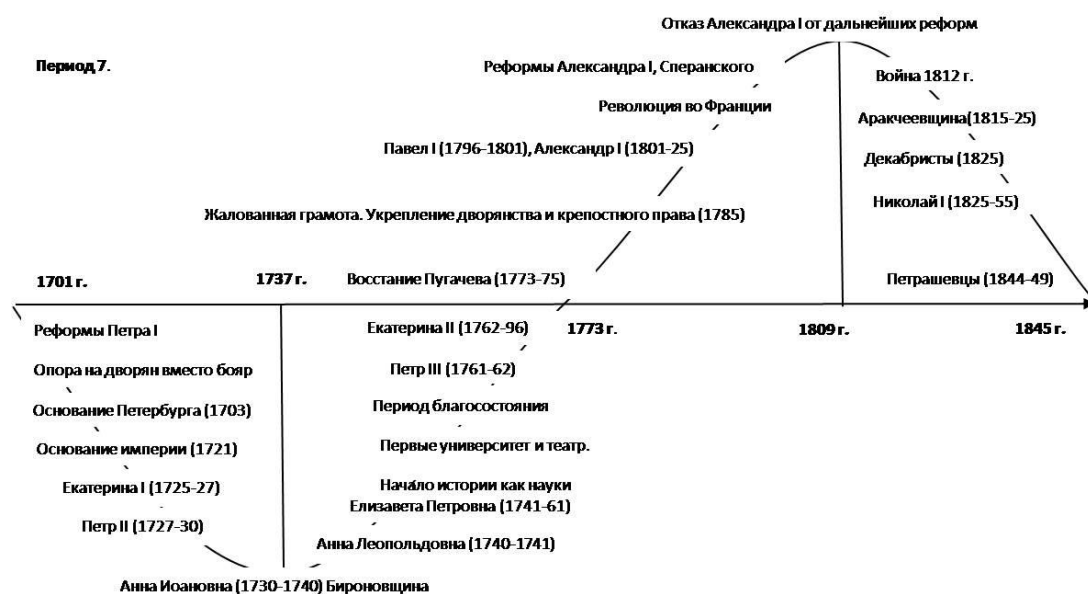 Отказ Александра I от дальнейших реформ
Период 7.
Реформы Александра I, Сперанского
Война 1812 г.
Революция во Франции
Аракчеевщина(1815-25)
Павел I (1796-1801), Александр I (1801-25)
Декабристы (1825)
Николай I (1825-55)
Жалованная грамота. Укрепление дворянства и крепостного права (1785)
1701 г.
1737 г.
Восстание Пугачева (1773-75)
Петрашевцы (1844-49)
Реформы Петра I
Екатерина II (1762-96)
1773 г.
1809 г.
1845 г.
Опора на дворян вместо бояр
Петр III (1761-62)
Основание Петербурга (1703)
Период благосостояния
Основание империи (1721)
Первые университет и театр.
Екатерина I (1725-27)
Начало истории как науки
Елизавета Петровна (1741-61)
Петр II (1727-30)
Анна Леопольдовна (1740-1741)
Анна Иоановна (1730-1740) Бироновщина